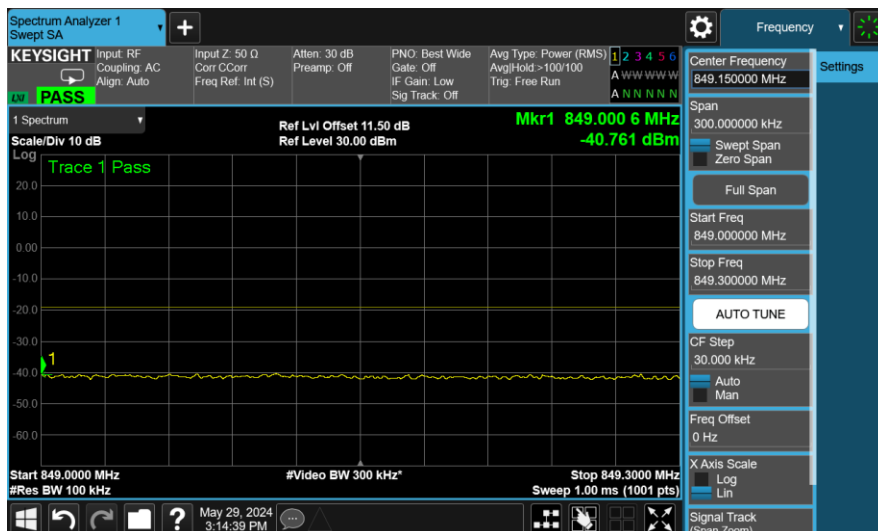 Spectrum Analyzer 1
Swept SA
Frequency
KEYSIGHT
Input: RF
Coupling: AC
Align: Auto
Input Z: 50 Ω
Corr CCorr
Freq Ref: Int (S)
Atten: 30 dB
Preamp: Off
PNO: Best Wide
Gate: Off
IF Gain: Low
Sig Track: Off
Avg Type: Power (RMS)
Avg|Hold:>100/100
Trig: Free Run
1 2 3 4 5 6
A W W W W W
A N N N N N
LXI
PASS
1 Spectrum
Scale/Div 10 dB
Ref Lvl Offset 11.50 dB
Ref Level 30.00 dBm
Mkr1 849.000 6 MHz
-40.761 dBm
Log
Trace 1 Pass
20.0
10.0
0.00
-10.0
-20.0
-30.0
1
-40.0
-50.0
-60.0
Start 849.0000 MHz
#Res BW 100 kHz
#Video BW 300 kHz*
Stop 849.3000 MHz
Sweep 1.00 ms (1001 pts)
?
May 29, 2024
3:14:39 PM
Center Frequency
849.150000 MHz
Settings
Span
300.000000 kHz
Swept Span
Zero Span
Full Span
Start Freq
849.000000 MHz
Stop Freq
849.300000 MHz
AUTO TUNE
CF Step
30.000 kHz
Auto
Man
Freq Offset
0 Hz
X Axis Scale
Log
Lin
Signal Track
(Span Zoom)